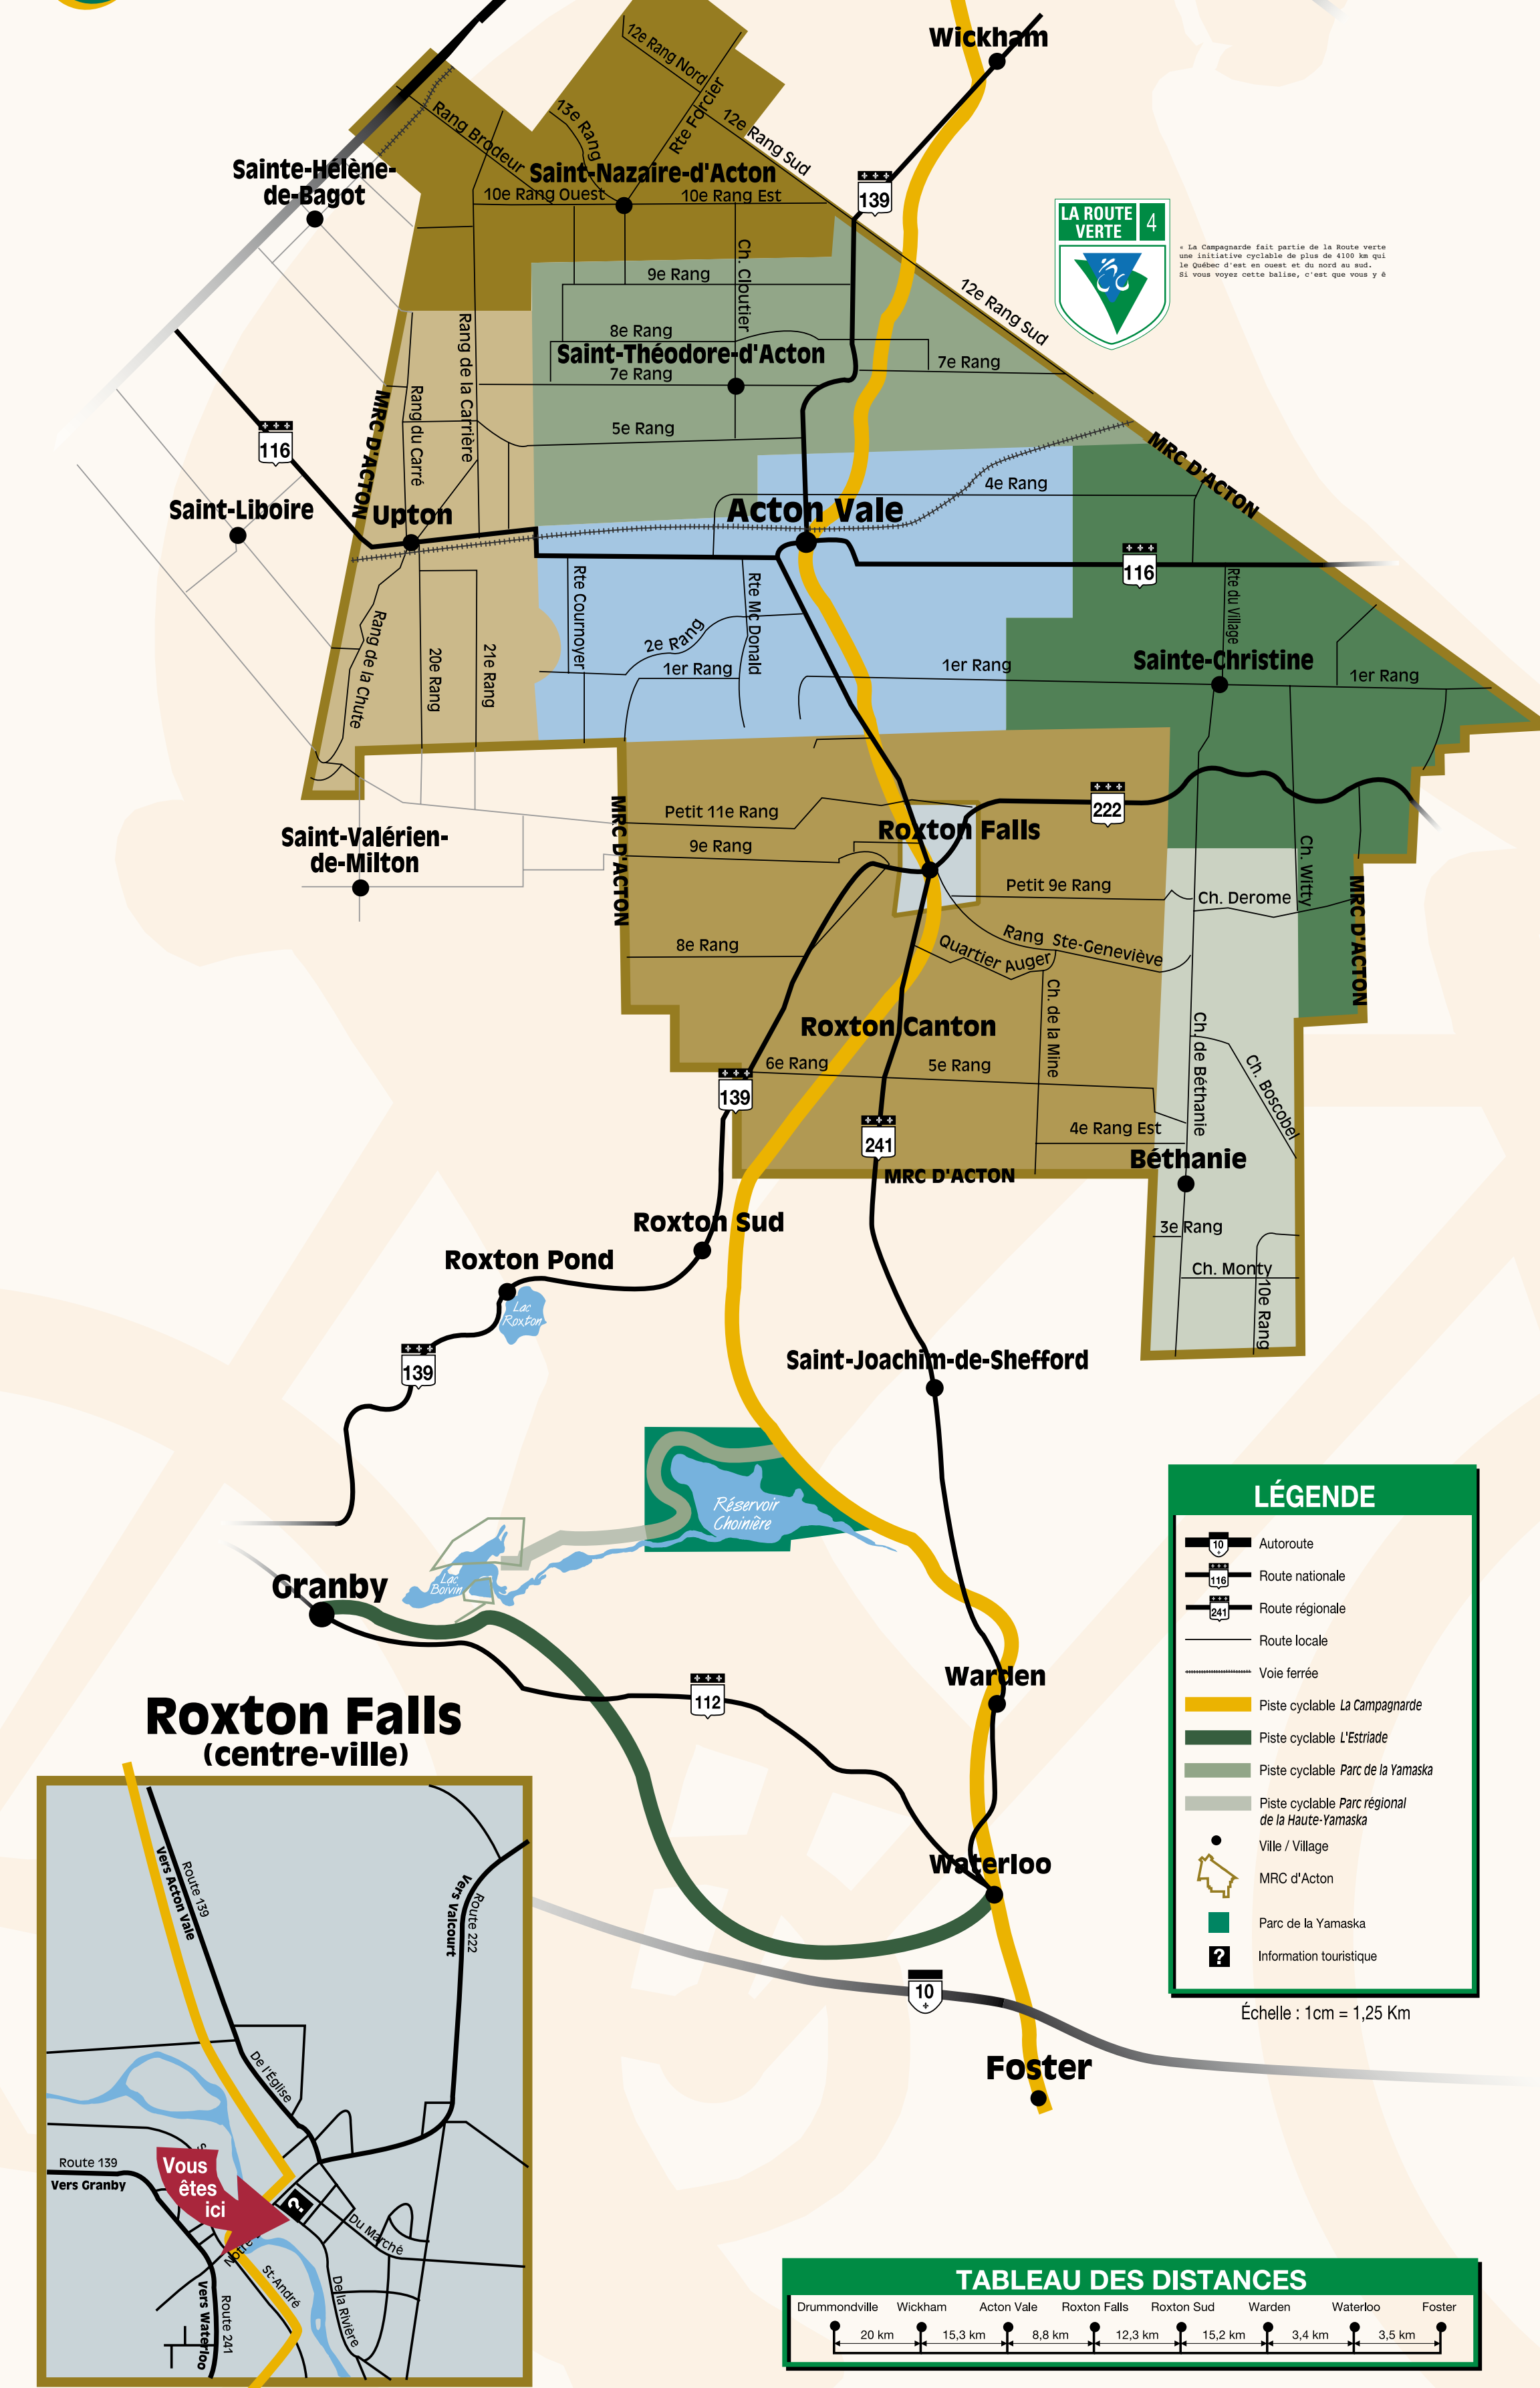 Wickham
12e Rang Nord
Rte Forcier
13e Rang
Rang Brodeur
12e Rang Sud
Sainte-Hélène-
de-Bagot
Saint-Nazaire-d'Acton
10e Rang Ouest
10e Rang Est
139
LA ROUTE
VERTE
4
« La Campagnarde fait partie de la Route verte
une initiative cyclable de plus de 4100 km qui
le Québec d'est en ouest et du nord au sud.
Si vous voyez cette balise, c'est que vous y ê
Ch. Cloutier
9e Rang
12e Rang Sud
8e Rang
Saint-Théodore-d'Acton
7e Rang
7e Rang
Rang de la Carrière
Rang du Carré
MRC D'ACTON
5e Rang
116
MRC D'ACTON
4e Rang
Saint-Liboire
Upton
Acton Vale
116
Rte Cournoyer
Rte Mc Donald
Rte du Village
Rang de la Chute
20e Rang
21e Rang
2e Rang
1er Rang
1er Rang
Sainte-Christine
1er Rang
222
Petit 11e Rang
Roxton Falls
Saint-Valérien-
de-Milton
MRC D'ACTON
9e Rang
Ch. Witty
Petit 9e Rang
Ch. Derome
MRC D'ACTON
8e Rang
Rang Ste-Geneviève
Quartier Auger
Ch. de la Mine
Roxton Canton
Ch. de Béthanie
Ch. Boscobel
6e Rang
5e Rang
139
241
4e Rang Est
Béthanie
MRC D'ACTON
Roxton Sud
3e Rang
Roxton Pond
Ch. Monty
10e Rang
Lac
Roxton
139
Saint-Joachim-de-Shefford
Réservoir
Choinière
Lac
Boivin
Granby
Warden
112
Waterloo
10
Foster
LÉGENDE
10
Autoroute
116
Route nationale
241
Route régionale
Route locale
Voie ferrée
Piste cyclable La Campagnarde
Piste cyclable L'Estriade
Piste cyclable Parc de la Yamaska
Piste cyclable Parc régional
de la Haute-Yamaska
Ville / Village
MRC d'Acton
Parc de la Yamaska
?
Information touristique
Échelle : 1cm = 1,25 Km
Roxton Falls
(centre-ville)
Route 139
Vers Acton Vale
Route 222
Vers Valcourt
De l'Église
Route 139
Vers Granby
Vous
êtes
ici
?
Du Marché
St-André
De la Rivière
Route 241
Vers Waterloo
TABLEAU DES DISTANCES
Drummondville Wickham Acton Vale Roxton Falls Roxton Sud Warden Waterloo Foster
20 km 15,3 km 8,8 km 12,3 km 15,2 km 3,4 km 3,5 km